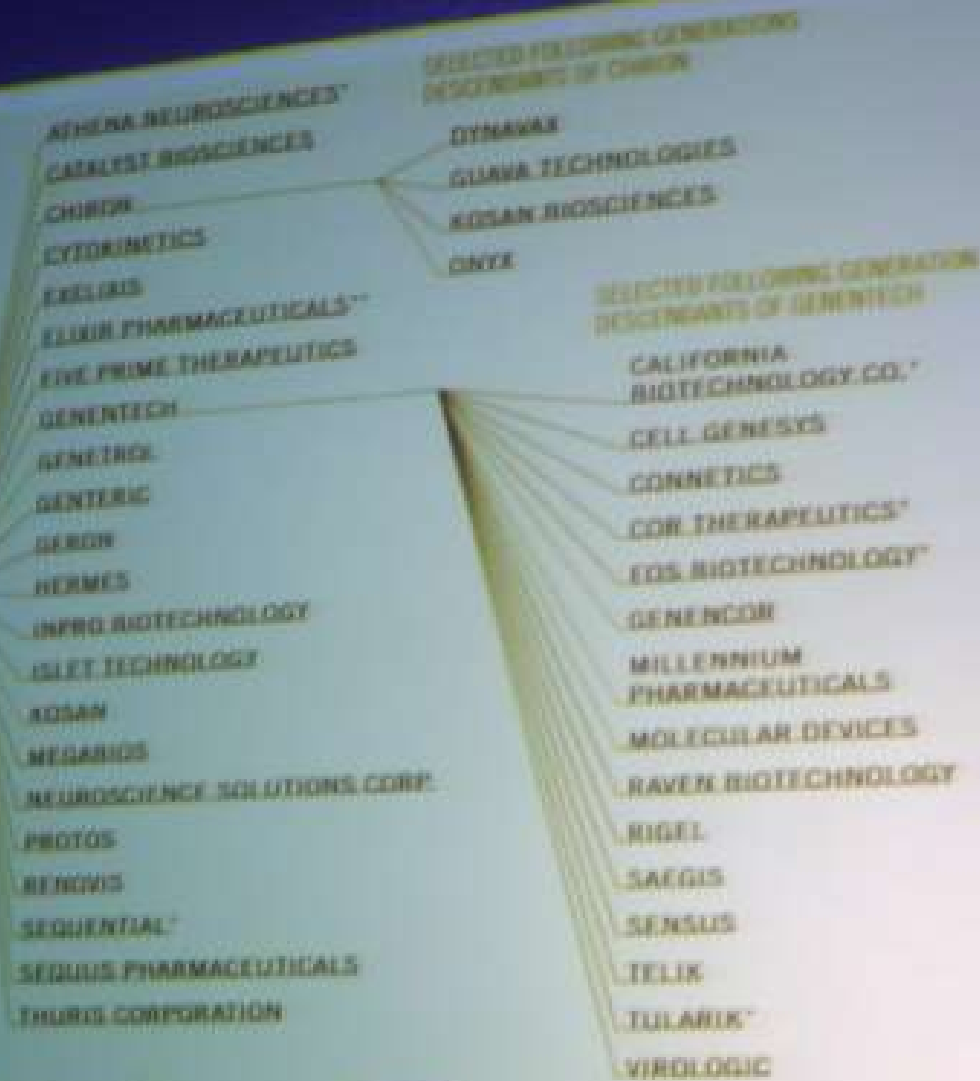 ATHENA NEUROSCIENCES*
CATALYST BIOSCIENCES
CHIRON
CYTOKINETICS
EXELIXIS
ELIXIR PHARMACEUTICALS**
FIVE PRIME THERAPEUTICS
GENENTECH
GENETROL
GENTERIC
GERON
HERMES
INPRO BIOTECHNOLOGY
ISLET TECHNOLOGY
KOSAN
MEGABIOS
NEUROSCIENCE SOLUTIONS CORP.
PROTOS
RENOVIS
SEQUENTIAL*
SEQUUS PHARMACEUTICALS
THURIS CORPORATION
SELECTED FOLLOWING GENERATIONS
DESCENDANTS OF CHIRON
DYNAVAX
GUAVA TECHNOLOGIES
KOSAN BIOSCIENCES
ONYX
SELECTED FOLLOWING GENERATION
DESCENDANTS OF GENENTECH
CALIFORNIA
BIOTECHNOLOGY CO.*
CELL GENESYS
CONNETICS
COR THERAPEUTICS*
EOS BIOTECHNOLOGY*
GENENCOR
MILLENNIUM
PHARMACEUTICALS
MOLECULAR DEVICES
RAVEN BIOTECHNOLOGY
RIGEL
SAEGIS
SENSUS
TELIK
TULARIK*
VIROLOGIC